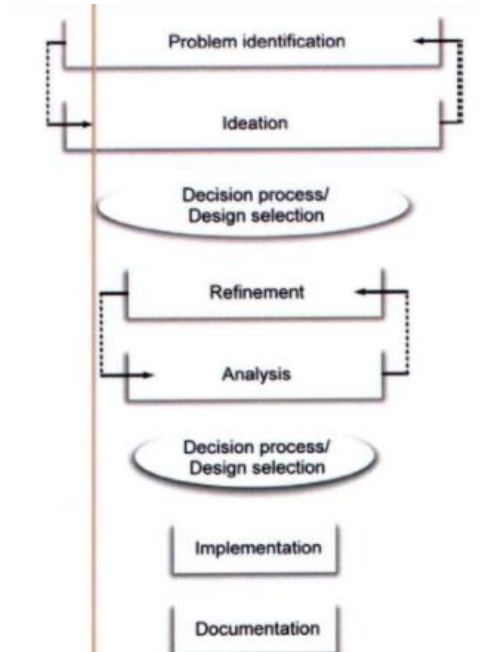 Problem identification
Ideation
Decision process/
Design selection
Refinement
Analysis
Decision process/
Design selection
Implementation
Documentation